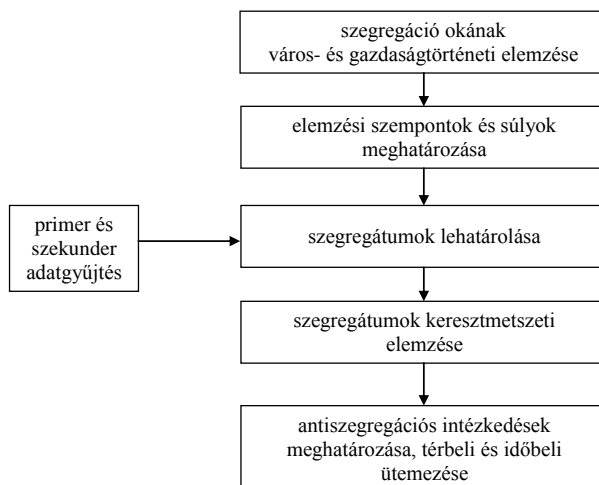 szegregáció okának
város- és gazdaságtörténeti elemzése
elemzési szempontok és súlyok
meghatározása
primer és
szekunder
adatgyűjtés
szegregátumok lehatárolása
szegregátumok keresztmetszeti
elemzése
antiszegregációs intézkedések
meghatározása, térbeli és időbeli
ütemezése